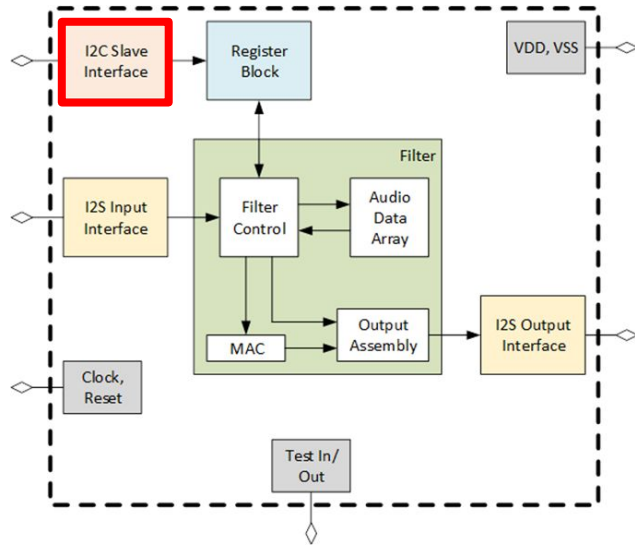 I2C Slave
Interface
Register
Block
VDD, VSS
Filter
I2S Input
Interface
Filter
Control
Audio
Data
Array
MAC
Output
Assembly
I2S Output
Interface
Clock,
Reset
Test In/
Out